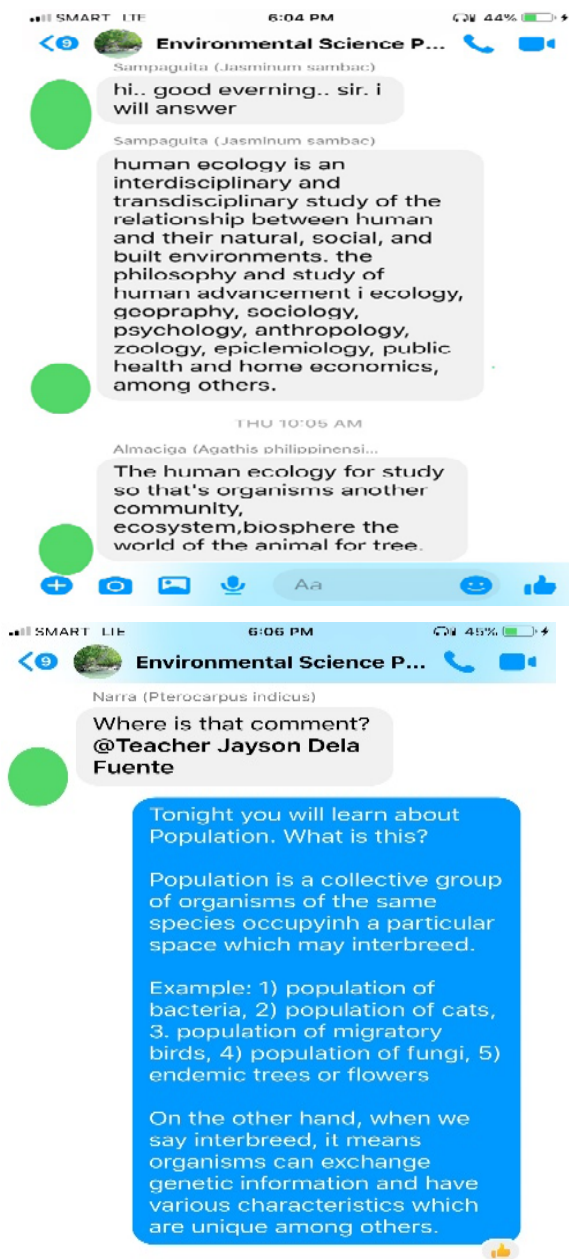 SMART LTE 6:04 PM 44%
9 Environmental Science P...
Sampaguita (Jasminum sambac)
hi.. good everning.. sir. i
will answer
Sampaguita (Jasminum sambac)
human ecology is an
interdisciplinary and
transdisciplinary study of the
relationship between human
and their natural, social, and
built environments. the
philosophy and study of
human advancement i ecology,
geopraphy, sociology,
psychology, anthropology,
zoology, epiclemiology, public
health and home economics,
among others.
THU 10:05 AM
Almaciga (Agathis philippinensi...
The human ecology for study
so that's organisms another
community,
ecosystem,biosphere the
world of the animal for tree.
Aa
SMART LTE 6:06 PM 45%
9 Environmental Science P...
Narra (Pterocarpus indicus)
Where is that comment?
@Teacher Jayson Dela
Fuente
Tonight you will learn about
Population. What is this?
Population is a collective group
of organisms of the same
species occupyinh a particular
space which may interbreed.
Example: 1) population of
bacteria, 2) population of cats,
3. population of migratory
birds, 4) population of fungi, 5)
endemic trees or flowers
On the other hand, when we
say interbreed, it means
organisms can exchange
genetic information and have
various characteristics which
are unique among others.